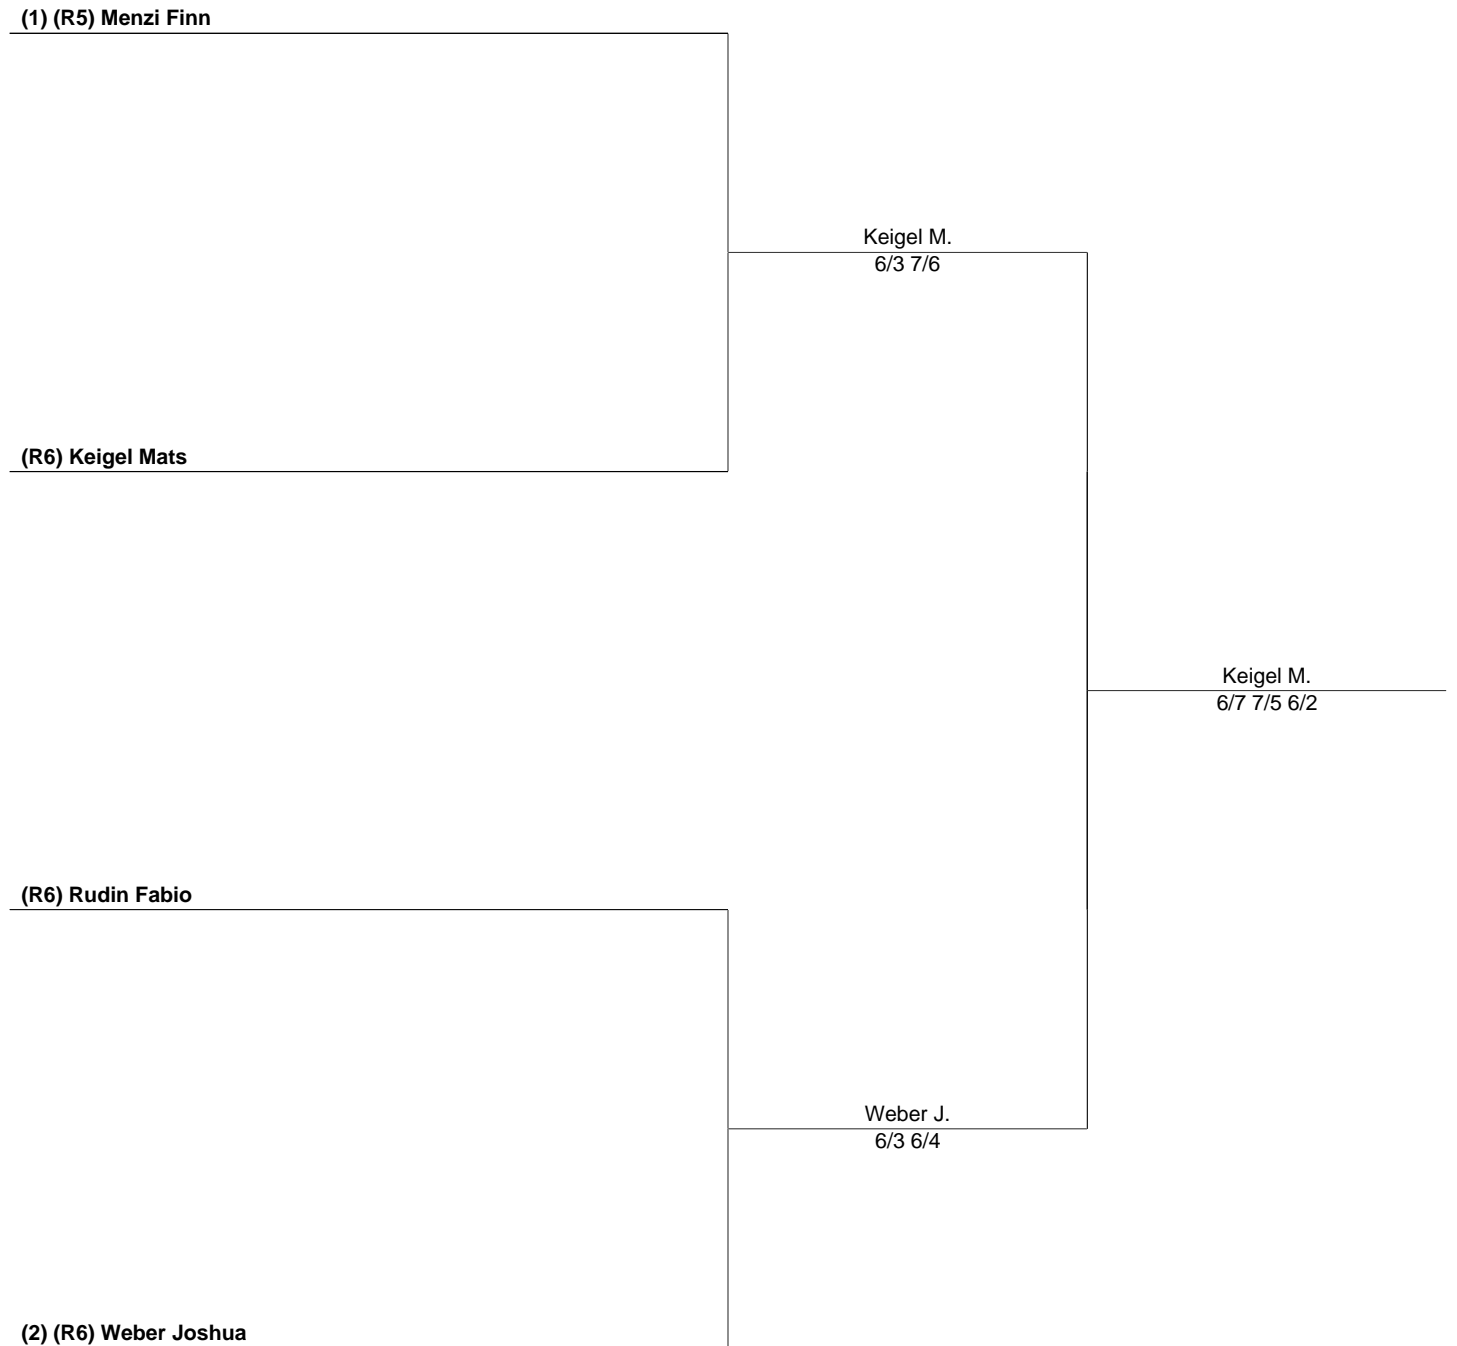 (1) (R5) Menzi Finn
Keigel M.
6/3 7/6
(R6) Keigel Mats
Keigel M.
6/7 7/5 6/2
(R6) Rudin Fabio
Weber J.
6/3 6/4
(2) (R6) Weber Joshua